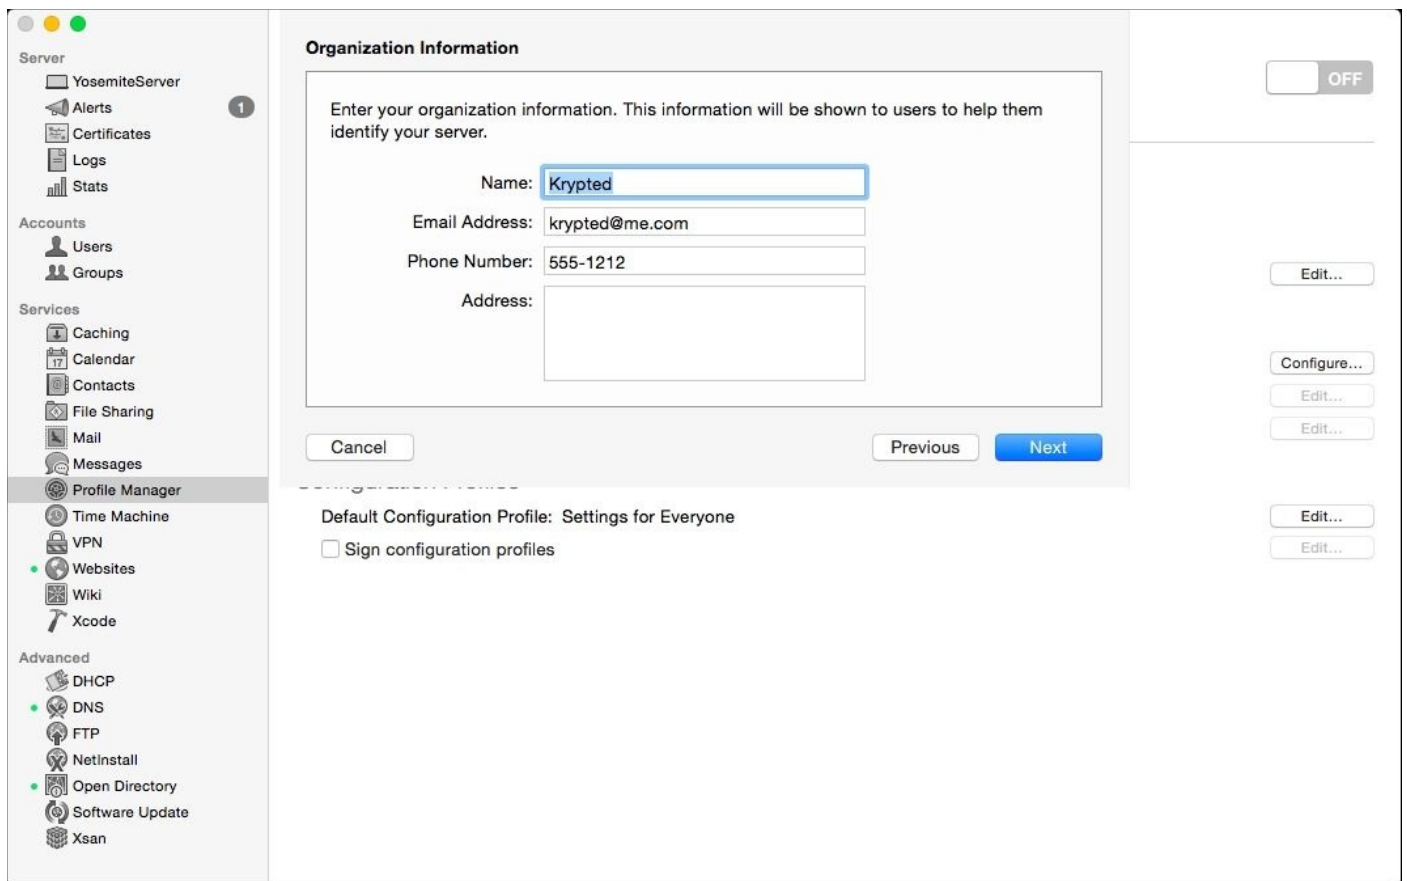 Server
YosemiteServer
Alerts 1
Certificates
Logs
Stats
Accounts
Users
Groups
Services
Caching
17 Calendar
@ Contacts
File Sharing
Mail
Messages
Profile Manager
Time Machine
VPN
Websites
Wiki
Xcode
Advanced
DHCP
DNS
FTP
NetInstall
Open Directory
Software Update
Xsan
Organization Information
Enter your organization information. This information will be shown to users to help them
identify your server.
Name: Krypted
Email Address: krypted@me.com
Phone Number: 555-1212
Address:
Cancel Previous Next
OFF
Edit...
Configure...
Edit...
Edit...
Configuration Profiles
Default Configuration Profile: Settings for Everyone Edit...
Sign configuration profiles Edit...